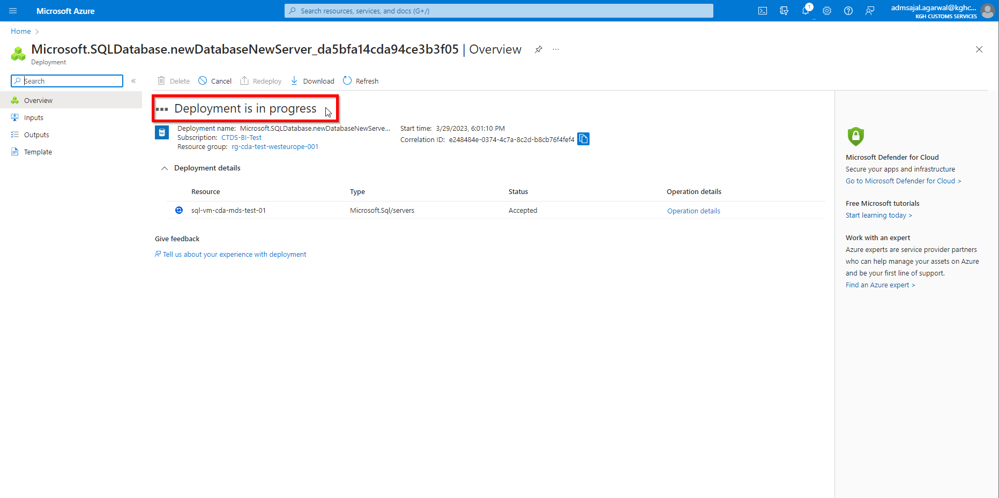 Microsoft Azure
Search resources, services, and docs (G+/)
1
admsajal.agarwal@kghc...
KGH CUSTOMS SERVICES
Home
Microsoft.SQLDatabase.newDatabaseNewServer_da5bfa14cda94ce3b3f05 | Overview
Deployment
Search
Delete
Cancel
Redeploy
Download
Refresh
Overview
Inputs
Outputs
Template
Deployment is in progress
Deployment name: Microsoft.SQLDatabase.newDatabaseNewServe...
Subscription: CTDS-BI-Test
Resource group: rg-cda-test-westeurope-001
Start time: 3/29/2023, 6:01:10 PM
Correlation ID: e248484e-0374-4c7a-8c2d-b8cb76f4fef4
Deployment details
Resource Type Status Operation details
sql-vm-cda-mds-test-01 Microsoft.Sql/servers Accepted Operation details
Give feedback
Tell us about your experience with deployment
Microsoft Defender for Cloud
Secure your apps and infrastructure
Go to Microsoft Defender for Cloud >
Free Microsoft tutorials
Start learning today >
Work with an expert
Azure experts are service provider partners
who can help manage your assets on Azure
and be your first line of support.
Find an Azure expert >